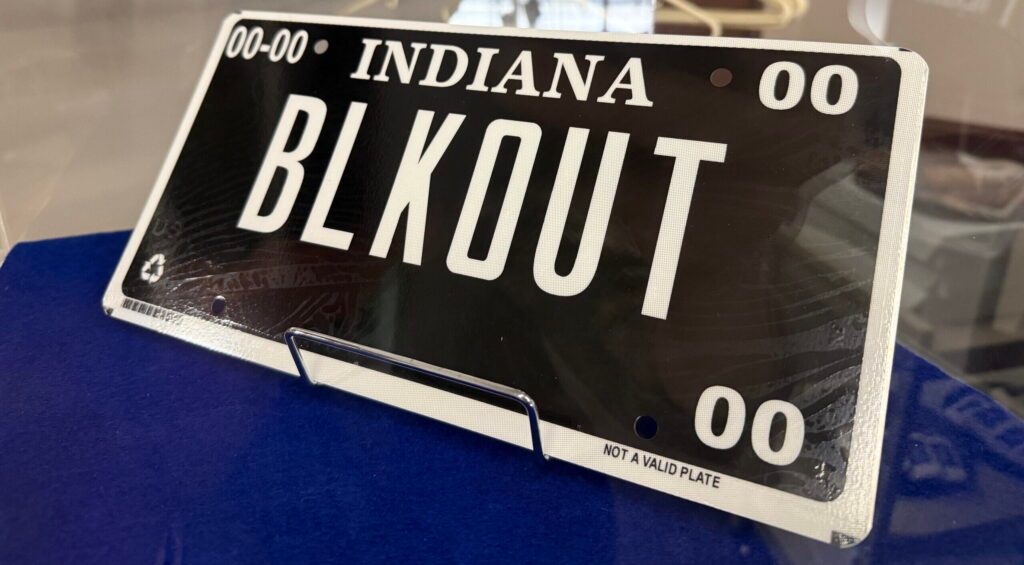 00-00 INDIANA 00
BLKOUT
00
NOT A VALID PLATE